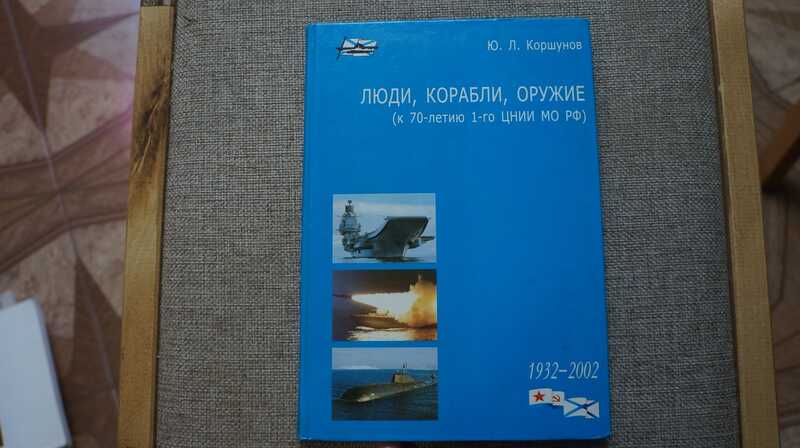 Ю. Л. Коршунов
ЛЮДИ, КОРАБЛИ, ОРУЖИЕ
(к 70-летию 1-го ЦНИИ МО РФ)
1932–2002